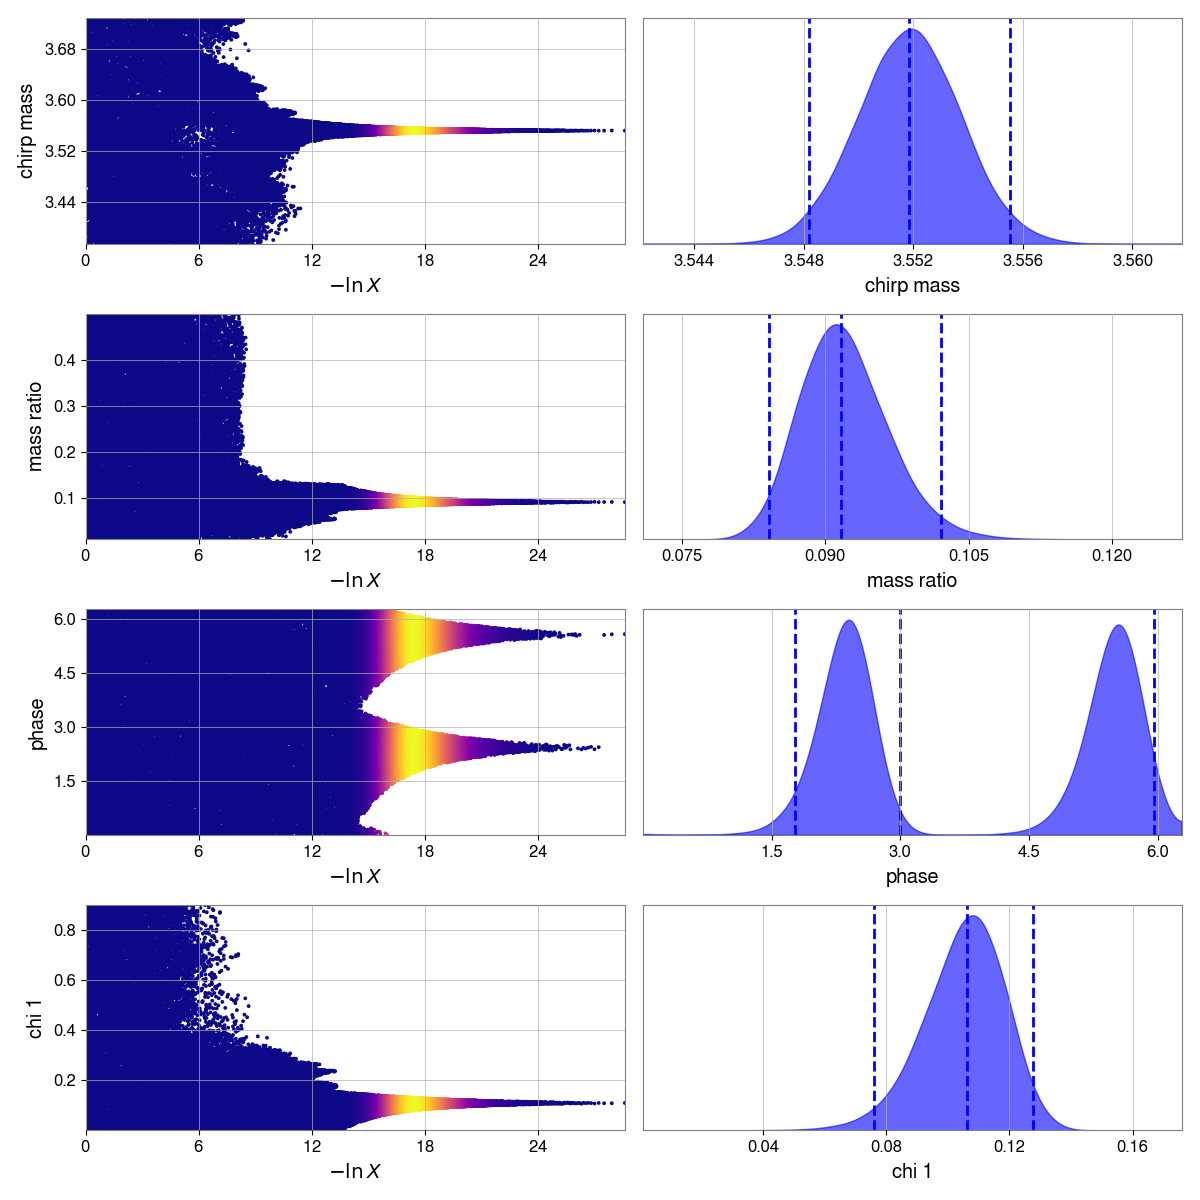 chirp mass
3.68
3.60
3.52
3.44
0 6 12 18 24
−ln X
3.544 3.548 3.552 3.556 3.560
chirp mass
mass ratio
0.4
0.3
0.2
0.1
0 6 12 18 24
−ln X
0.075 0.090 0.105 0.120
mass ratio
phase
6.0
4.5
3.0
1.5
0 6 12 18 24
−ln X
1.5 3.0 4.5 6.0
phase
chi 1
0.8
0.6
0.4
0.2
0 6 12 18 24
−ln X
0.04 0.08 0.12 0.16
chi 1